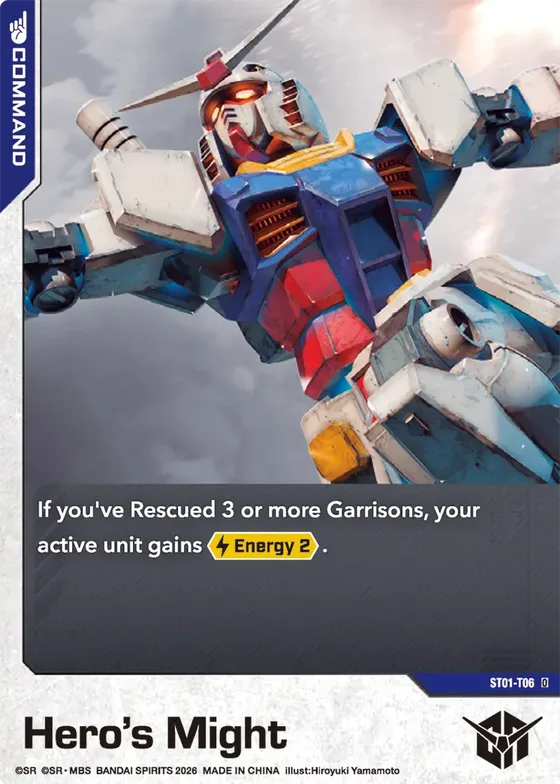 COMMAND
If you've Rescued 3 or more Garrisons, your
active unit gains Energy 2.
ST01-T06 0
Hero's Might
©SR ©SR・MBS BANDAI SPIRITS 2026 MADE IN CHINA illust:Hiroyuki Yamamoto